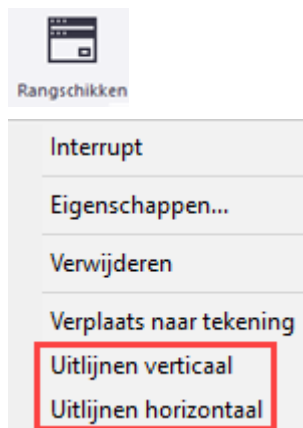 Rangschikken
Interrupt
Eigenschappen...
Verwijderen
Verplaats naar tekening
Uitlijnen verticaal
Uitlijnen horizontaal